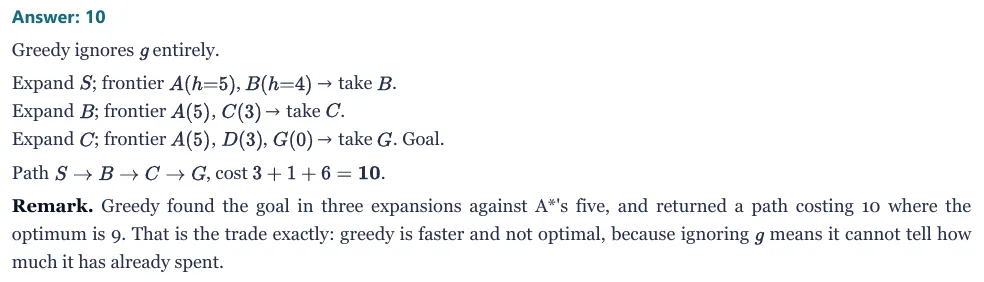 Answer: 10
Greedy ignores g entirely.
Expand S; frontier A(h=5), B(h=4) → take B.
Expand B; frontier A(5), C(3) → take C.
Expand C; frontier A(5), D(3), G(0) → take G. Goal.
Path S → B → C → G, cost 3 + 1 + 6 = 10.
Remark. Greedy found the goal in three expansions against A*'s five, and returned a path costing 10 where the
optimum is 9. That is the trade exactly: greedy is faster and not optimal, because ignoring g means it cannot tell how
much it has already spent.